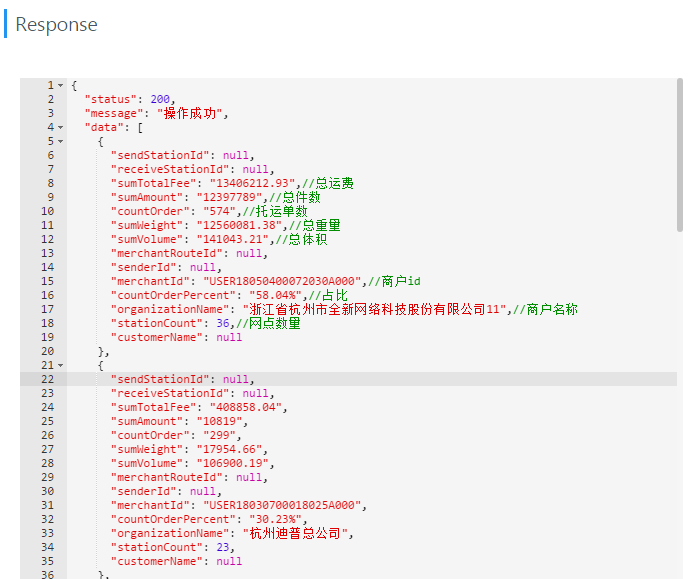 Response
1 {
2 "status": 200,
3 "message": "操作成功",
4 "data": [
5 {
6 "sendStationId": null,
7 "receiveStationId": null,
8 "sumTotalFee": "13406212.93",//总运费
9 "sumAmount": "12397789",//总件数
10 "countOrder": "574",//托运单数
11 "sumWeight": "12560081.38",//总重量
12 "sumVolume": "141043.21",//总体积
13 "merchantRouteId": null,
14 "senderId": null,
15 "merchantId": "USER18050400072030A000",//商户id
16 "countOrderPercent": "58.04%",//占比
17 "organizationName": "浙江省杭州市全新网络科技股份有限公司11",//商户名称
18 "stationCount": 36,//网点数量
19 "customerName": null
20 },
21 {
22 "sendStationId": null,
23 "receiveStationId": null,
24 "sumTotalFee": "408858.04",
25 "sumAmount": "10819",
26 "countOrder": "299",
27 "sumWeight": "17954.66",
28 "sumVolume": "106900.19",
29 "merchantRouteId": null,
30 "senderId": null,
31 "merchantId": "USER18030700018025A000",
32 "countOrderPercent": "30.23%",
33 "organizationName": "杭州迪普总公司",
34 "stationCount": 23,
35 "customerName": null
36 },